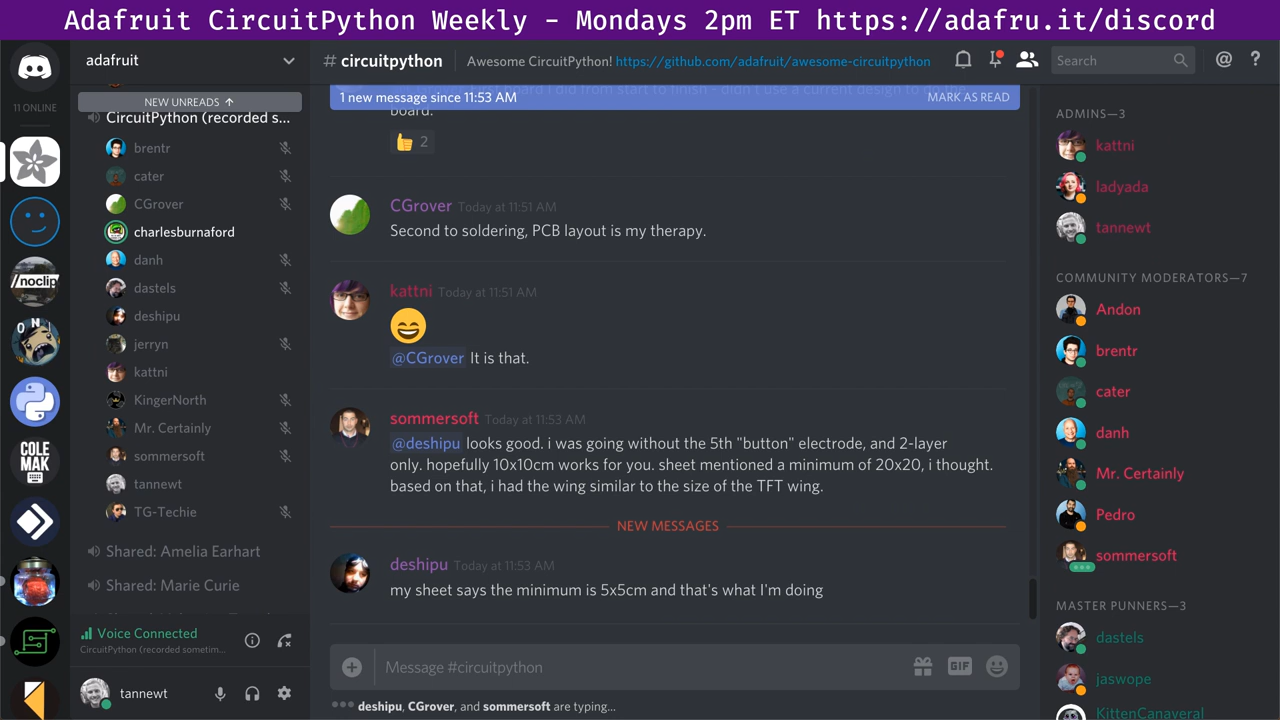 Adafruit CircuitPython Weekly - Mondays 2pm ET https://adafru.it/discord
11 ONLINE
/noclip
O N
COLE
MAK
adafruit
NEW UNREADS ↑
CircuitPython (recorded s...
brentr
cater
CGrover
charlesburnaford
danh
dastels
deshipu
jerryn
kattni
KingerNorth
Mr. Certainly
sommersoft
tannewt
TG-Techie
Shared: Amelia Earhart
Shared: Marie Curie
Voice Connected
CircuitPython (recorded sometim...
tannewt
# circuitpython
Awesome CircuitPython! https://github.com/adafruit/awesome-circuitpython
Search
@ ?
1 new message since 11:53 AM
MARK AS READ
board.
2
CGrover Today at 11:51 AM
Second to soldering, PCB layout is my therapy.
kattni Today at 11:51 AM
@CGrover It is that.
sommersoft Today at 11:53 AM
@deshipu looks good. i was going without the 5th "button" electrode, and 2-layer
only. hopefully 10x10cm works for you. sheet mentioned a minimum of 20x20, i thought.
based on that, i had the wing similar to the size of the TFT wing.
NEW MESSAGES
deshipu Today at 11:53 AM
my sheet says the minimum is 5x5cm and that's what I'm doing
Message #circuitpython
GIF
deshipu, CGrover, and sommersoft are typing...
ADMINS—3
kattni
ladyada
tannewt
COMMUNITY MODERATORS—7
Andon
brentr
cater
danh
Mr. Certainly
Pedro
sommersoft
MASTER PUNNERS—3
dastels
jaswope
KittenCanaveral